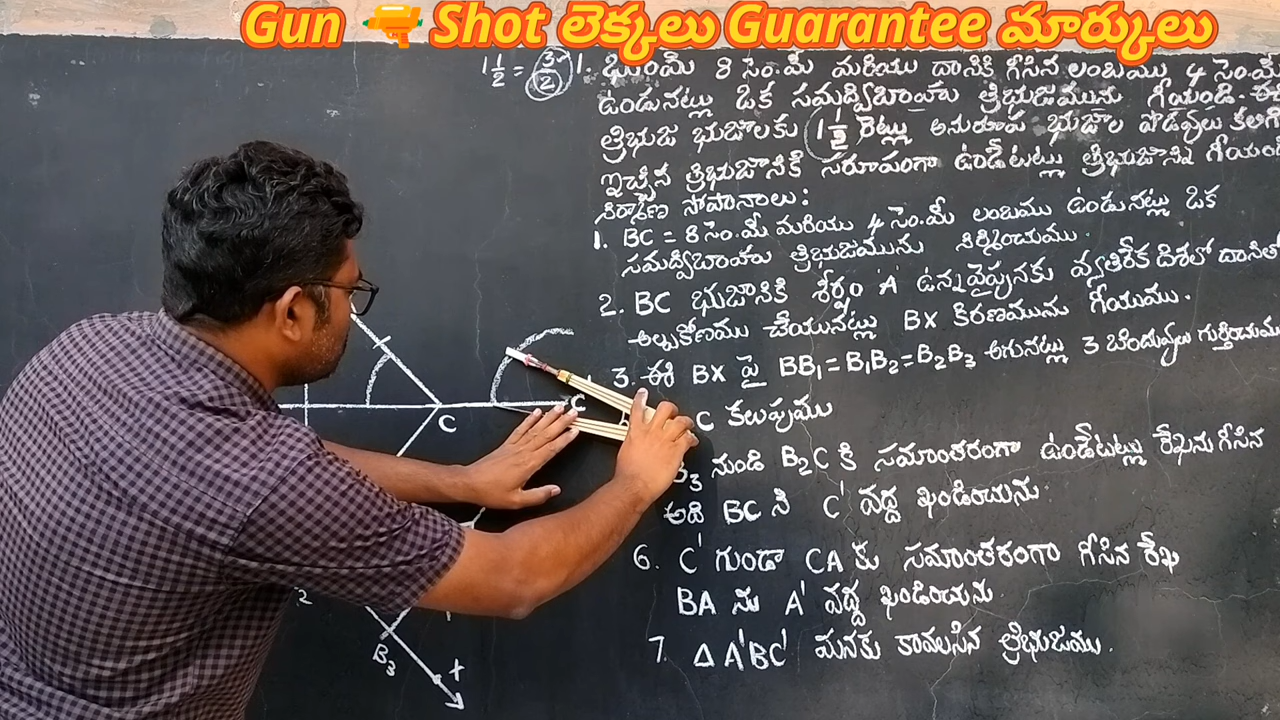 Gun Shot లెక్కలు Guarantee మార్కులు
1½ = 3/2
1. భూమి 8 సెం.మీ మరియు దానికి గీసిన లంబము 4 సెం.మీ
ఉండునట్లు ఒక సమద్విబాహు త్రిభుజమును గీయండి. ఈ
త్రిభుజ భుజాలకు 1½ రెట్లు అనురూప భుజాల పొడవులు కలిగి
ఇచ్చిన త్రిభుజానికి సరూపంగా ఉండేటట్లు త్రిభుజాన్ని గీయండి
నిర్మాణ సోపానాలు:
1. BC = 8 సెం.మీ మరియు 4 సెం.మీ లంబము ఉండునట్లు ఒక
సమద్విబాహు త్రిభుజమును నిర్మించుము.
2. BC భుజానికి శీర్షం 'A' ఉన్నవైపునకు వ్యతిరేక దిశలో దానితో
అల్పకోణము చేయునట్లు BX కిరణమును గీయుము.
3. ఈ BX పై BB₁ = B₁B₂ = B₂B₃ అగునట్లు 3 బిందువులు గుర్తించుము
C కలుపుము
B₃ నుండి B₂C కి సమాంతరంగా ఉండేటట్లు రేఖను గీసిన
అది BC ని C' వద్ద ఖండించును.
6. C' గుండా CA కు సమాంతరంగా గీసిన రేఖ
BA ను A' వద్ద ఖండించును.
7. Δ A'BC' మనకు కావలసిన త్రిభుజము.
C
C
2
B₃
X